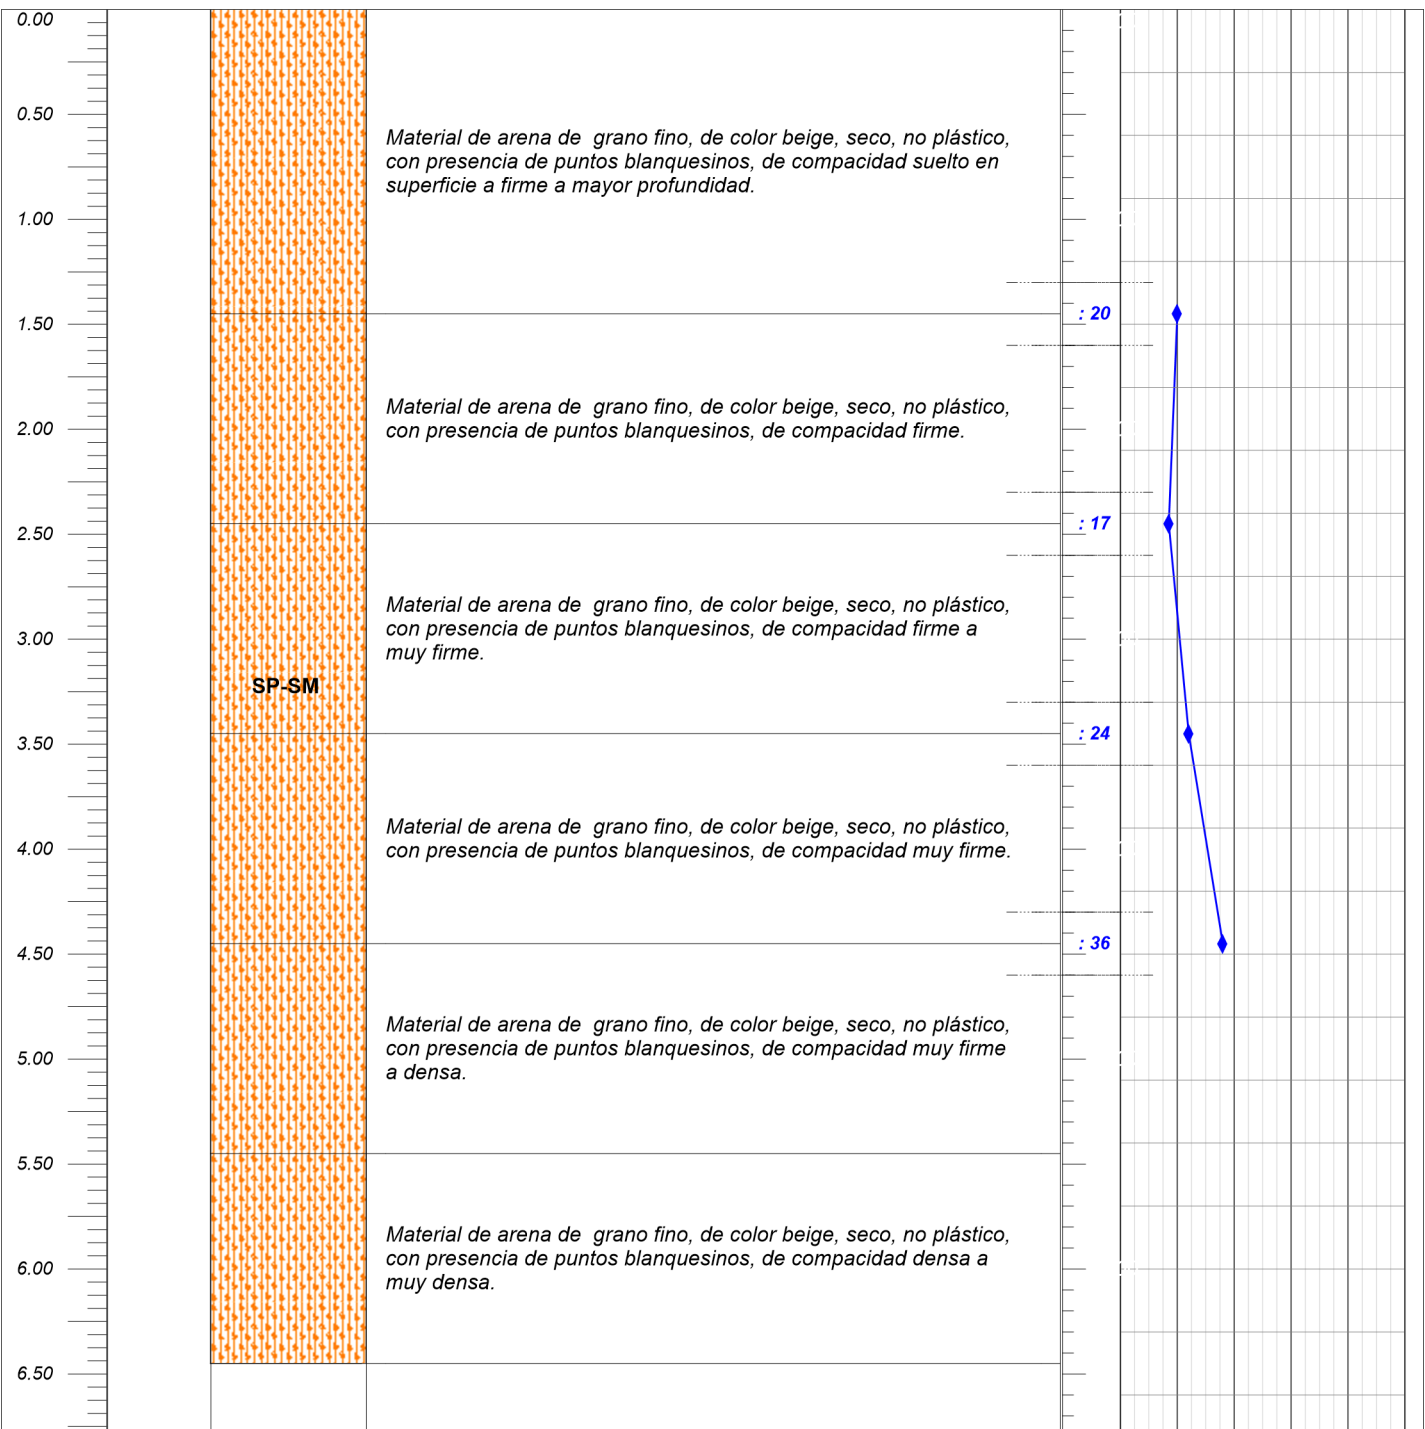 0.00
0.50
Material de arena de grano fino, de color beige, seco, no plástico,
con presencia de puntos blanquesinos, de compacidad suelto en
superficie a firme a mayor profundidad.
1.00
1.50
: 20
Material de arena de grano fino, de color beige, seco, no plástico,
con presencia de puntos blanquesinos, de compacidad firme.
2.00
2.50
: 17
Material de arena de grano fino, de color beige, seco, no plástico,
con presencia de puntos blanquesinos, de compacidad firme a
muy firme.
3.00
SP-SM
3.50
: 24
Material de arena de grano fino, de color beige, seco, no plástico,
con presencia de puntos blanquesinos, de compacidad muy firme.
4.00
4.50
: 36
Material de arena de grano fino, de color beige, seco, no plástico,
con presencia de puntos blanquesinos, de compacidad muy firme
a densa.
5.00
5.50
Material de arena de grano fino, de color beige, seco, no plástico,
con presencia de puntos blanquesinos, de compacidad densa a
muy densa.
6.00
6.50